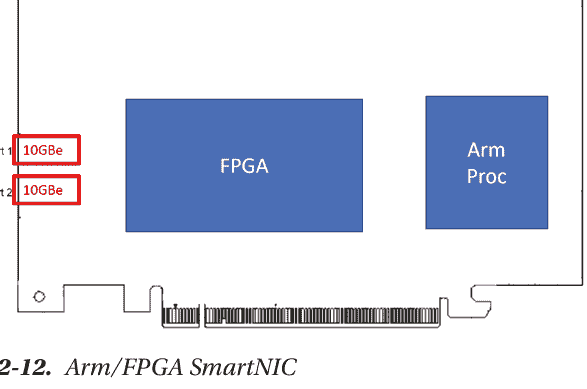 t 1 10GBe
FPGA
Arm
Proc
t 2 10GBe
2-12. Arm/FPGA SmartNIC